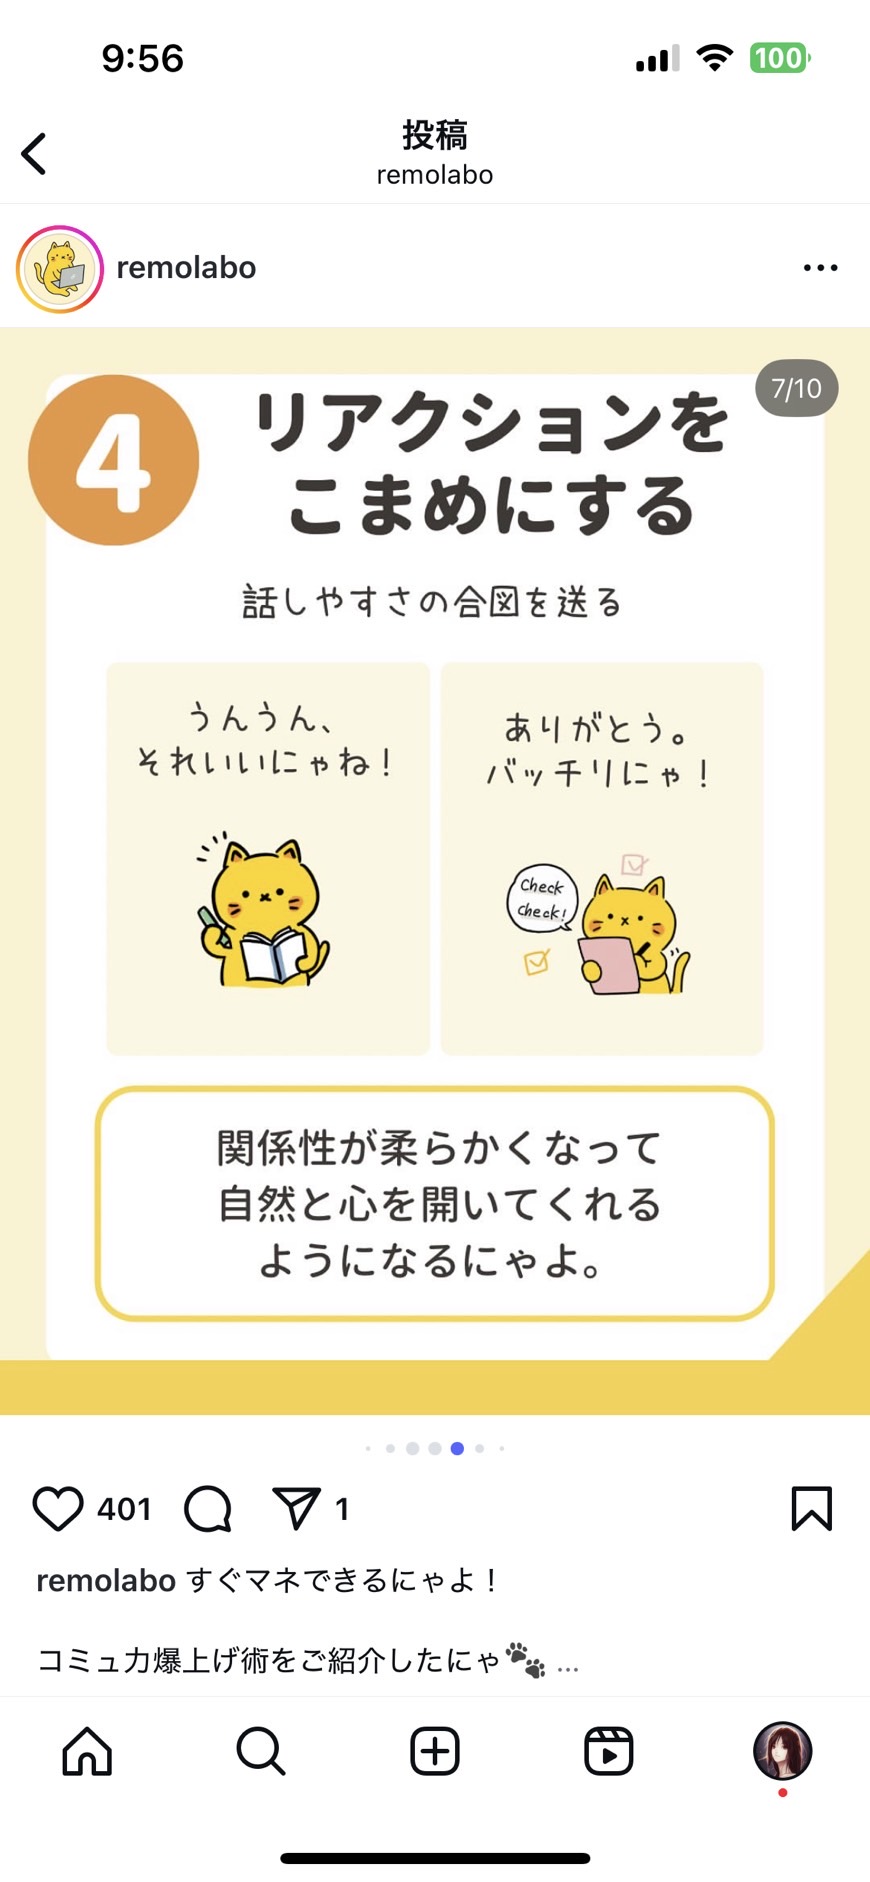 9:56
100
投稿
remolabo
remolabo
7/10
4
リアクションを
こまめにする
話しやすさの合図を送る
うんうん、
それいいにゃね！
ありがとう。
バッチリにゃ！
Check
check!
関係性が柔らかくなって
自然と心を開いてくれる
ようになるにゃよ。
401
1
remolabo すぐマネできるにゃよ！
コミュ力爆上げ術をご紹介したにゃ🐾 ...